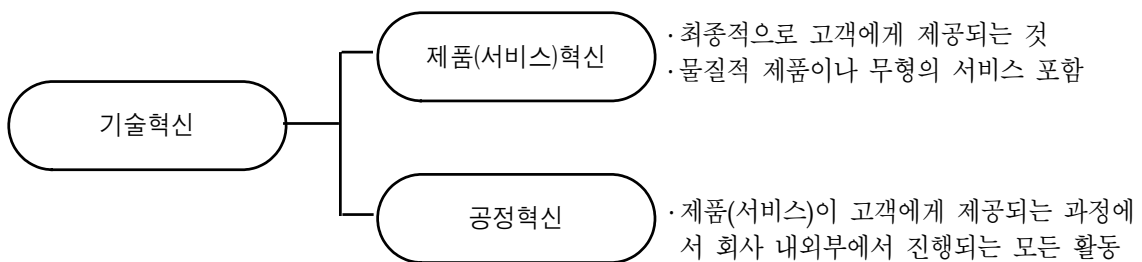 기술혁신
제품(서비스)혁신
·최종적으로 고객에게 제공되는 것
·물질적 제품이나 무형의 서비스 포함
공정혁신
·제품(서비스)이 고객에게 제공되는 과정에
서 회사 내외부에서 진행되는 모든 활동